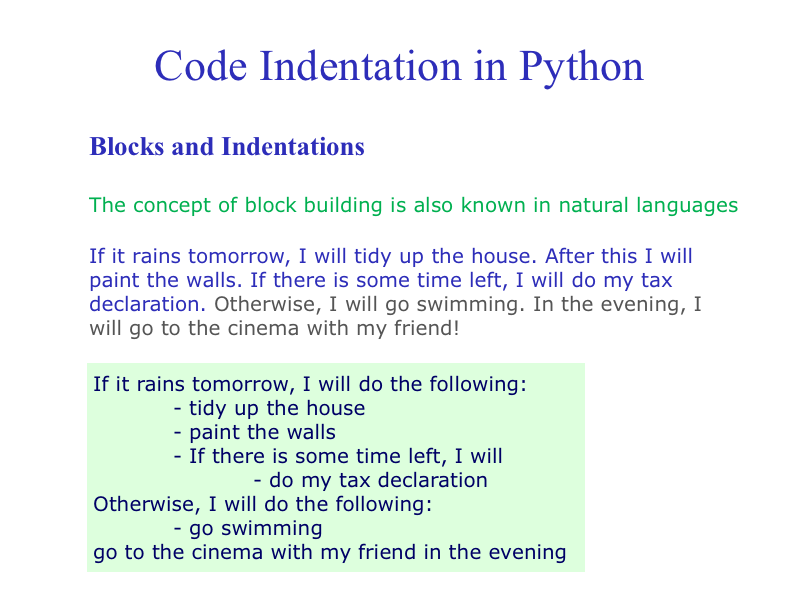 Code Indentation in Python
Blocks and Indentations
The concept of block building is also known in natural languages
If it rains tomorrow, I will tidy up the house. After this I will
paint the walls. If there is some time left, I will do my tax
declaration. Otherwise, I will go swimming. In the evening, I
will go to the cinema with my friend!
If it rains tomorrow, I will do the following:
- tidy up the house
- paint the walls
- If there is some time left, I will
- do my tax declaration
Otherwise, I will do the following:
- go swimming
go to the cinema with my friend in the evening